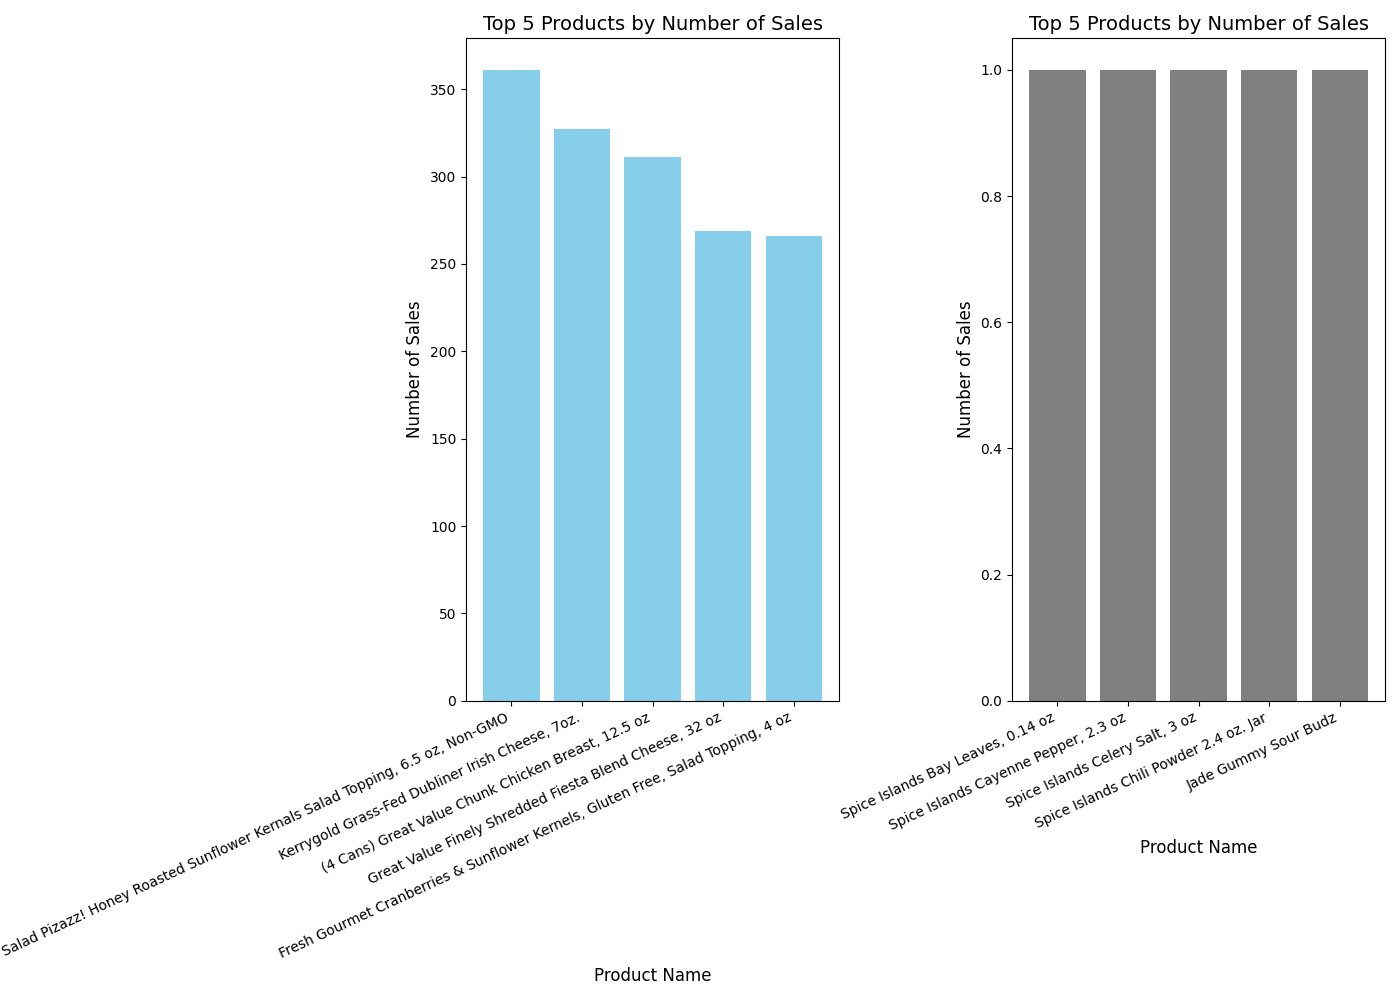 Top 5 Products by Number of Sales
Number of Sales
350
300
250
200
150
100
50
0
Salad Pizazz! Honey Roasted Sunflower Kernals Salad Topping, 6.5 oz, Non-GMO
Kerrygold Grass-Fed Dubliner Irish Cheese, 7oz.
(4 Cans) Great Value Chunk Chicken Breast, 12.5 oz
Great Value Finely Shredded Fiesta Blend Cheese, 32 oz
Fresh Gourmet Cranberries & Sunflower Kernels, Gluten Free, Salad Topping, 4 oz
Product Name
Top 5 Products by Number of Sales
Number of Sales
1.0
0.8
0.6
0.4
0.2
0.0
Spice Islands Bay Leaves, 0.14 oz
Spice Islands Cayenne Pepper, 2.3 oz
Spice Islands Celery Salt, 3 oz
Spice Islands Chili Powder 2.4 oz. Jar
Jade Gummy Sour Budz
Product Name